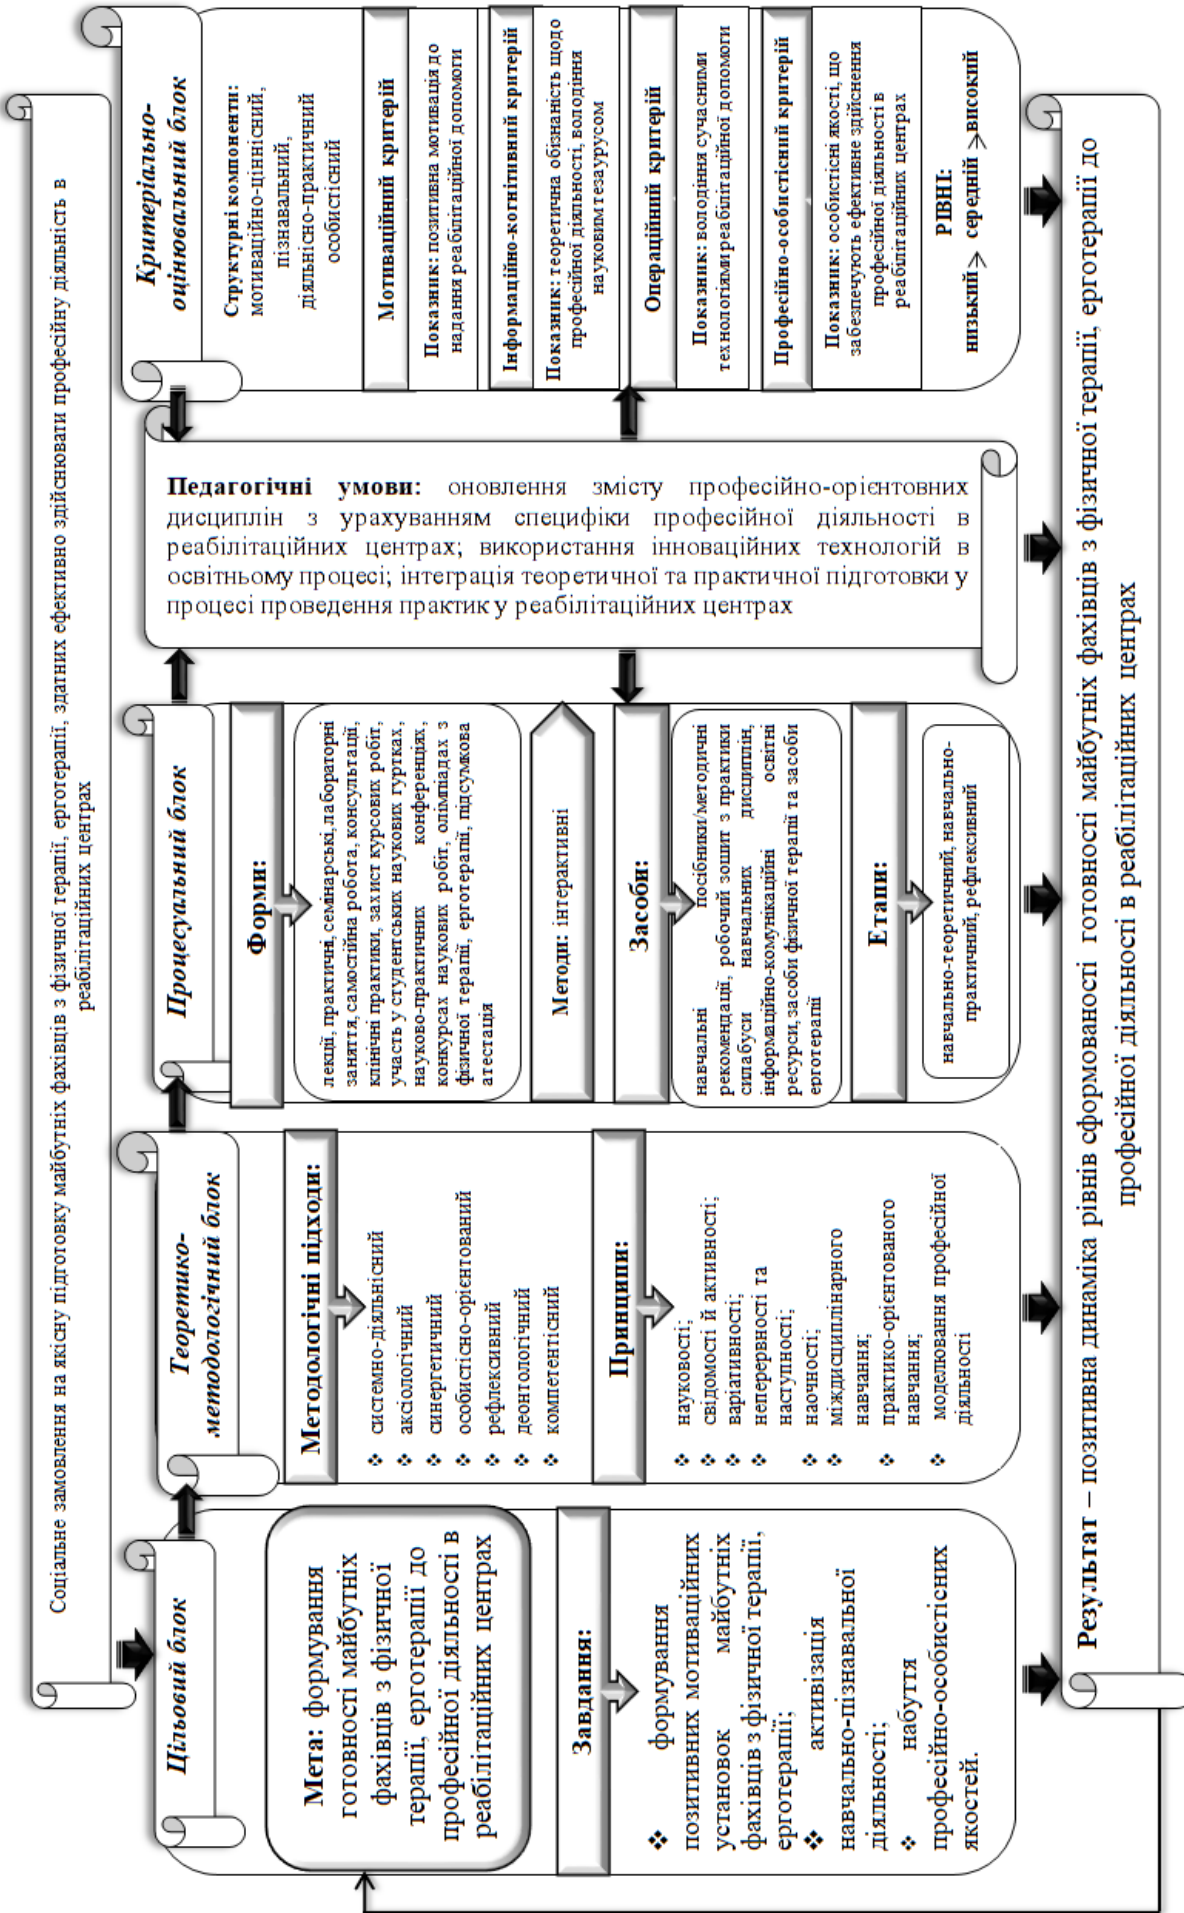 Соціальне замовлення на якісну підготовку майбутніх фахівців з фізичної терапії, ерготерапії, здатних ефективно здійснювати професійну діяльність в
реабілітаційних центрах
Цільовий блок
Мета: формування
готовності майбутніх
фахівців з фізичної
терапії, ерготерапії до
професійної діяльності в
реабілітаційних центрах
Завдання:
❖ формування
позитивних мотиваційних
установок майбутніх
фахівців з фізичної терапії,
ерготерапії;
❖ активізація
навчально-пізнавальної
діяльності;
❖ набуття
професійно-особистісних
якостей.
Теоретико-
методологічний блок
Методологічні підходи:
❖ системно-діяльнісний
❖ аксіологічний
❖ синергетичний
❖ особистісно-орієнтований
❖ рефлексивний
❖ деонтологічний
❖ компетентісний
Принципи:
❖ науковості;
❖ свідомості й активності;
❖ варіативності;
❖ неперервності та
наступності;
❖ наочності;
❖ міждисциплінарного
навчання;
❖ практико-орієнтованого
навчання;
❖ моделювання професійної
діяльності
Процесуальний блок
Форми:
лекції, практичні, семінарські, лабораторні
заняття, самостійна робота, консультації,
клінічні практики, захист курсових робіт,
участь у студентських наукових гуртках,
науково-практичних конференціях,
конкурсах наукових робіт, олімпіадах з
фізичної терапії, ерготерапії, підсумкова
атестація
Методи: інтерактивні
Засоби:
навчальні посібники/методичні
рекомендації, робочий зошит з практики
силабуси навчальних дисциплін,
інформаційно-комунікаційні освітні
ресурси, засоби фізичної терапії та засоби
ерготерапії
Етапи:
навчально-теоретичний, навчально-
практичний, рефлексивний
Педагогічні умови: оновлення змісту професійно-орієнтовних
дисциплін з урахуванням специфіки професійної діяльності в
реабілітаційних центрах; використання інноваційних технологій в
освітньому процесі; інтеграція теоретичної та практичної підготовки у
процесі проведення практик у реабілітаційних центрах
Критеріально-
оцінювальний блок
Структурні компоненти:
мотиваційно-ціннісний,
пізнавальний,
діяльнісно-практичний
особистісний
Мотиваційний критерій
Показник: позитивна мотивація до
надання реабілітаційної допомоги
Інформаційно-когнітивний критерій
Показник: теоретична обізнаність щодо
професійної діяльності, володіння
науковим тезаурусом
Операційний критерій
Показник: володіння сучасними
технологіями реабілітаційної допомоги
Професійно-особистісний критерій
Показник: особистісні якості, що
забезпечують ефективне здійснення
професійної діяльності в
реабілітаційних центрах
РІВНІ:
низький → середній → високий
Результат – позитивна динаміка рівнів сформованості готовності майбутніх фахівців з фізичної терапії, ерготерапії до
професійної діяльності в реабілітаційних центрах